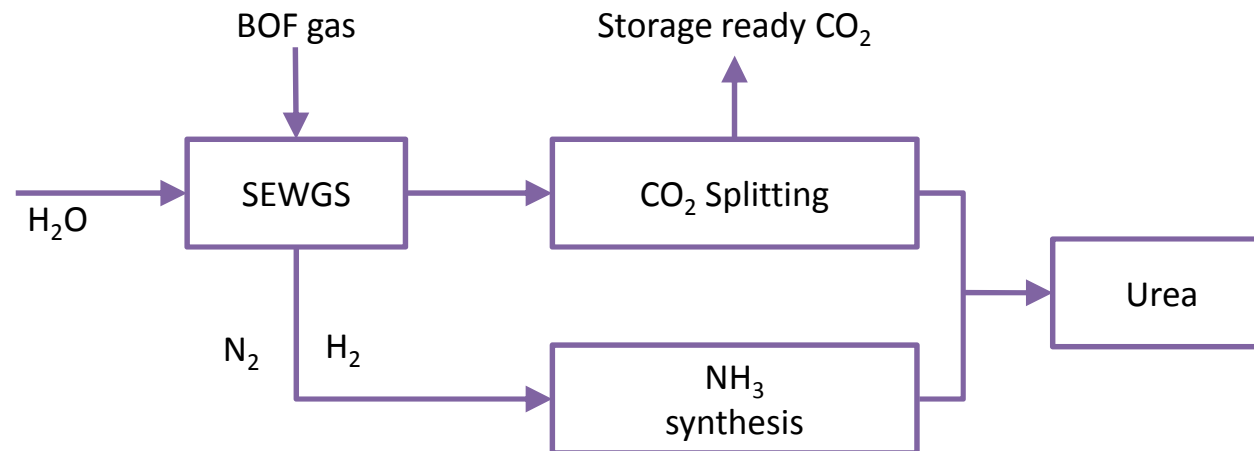 BOF gas
Storage ready CO₂
SEWGS
CO₂ Splitting
H₂O
Urea
N₂
H₂
NH₃
synthesis